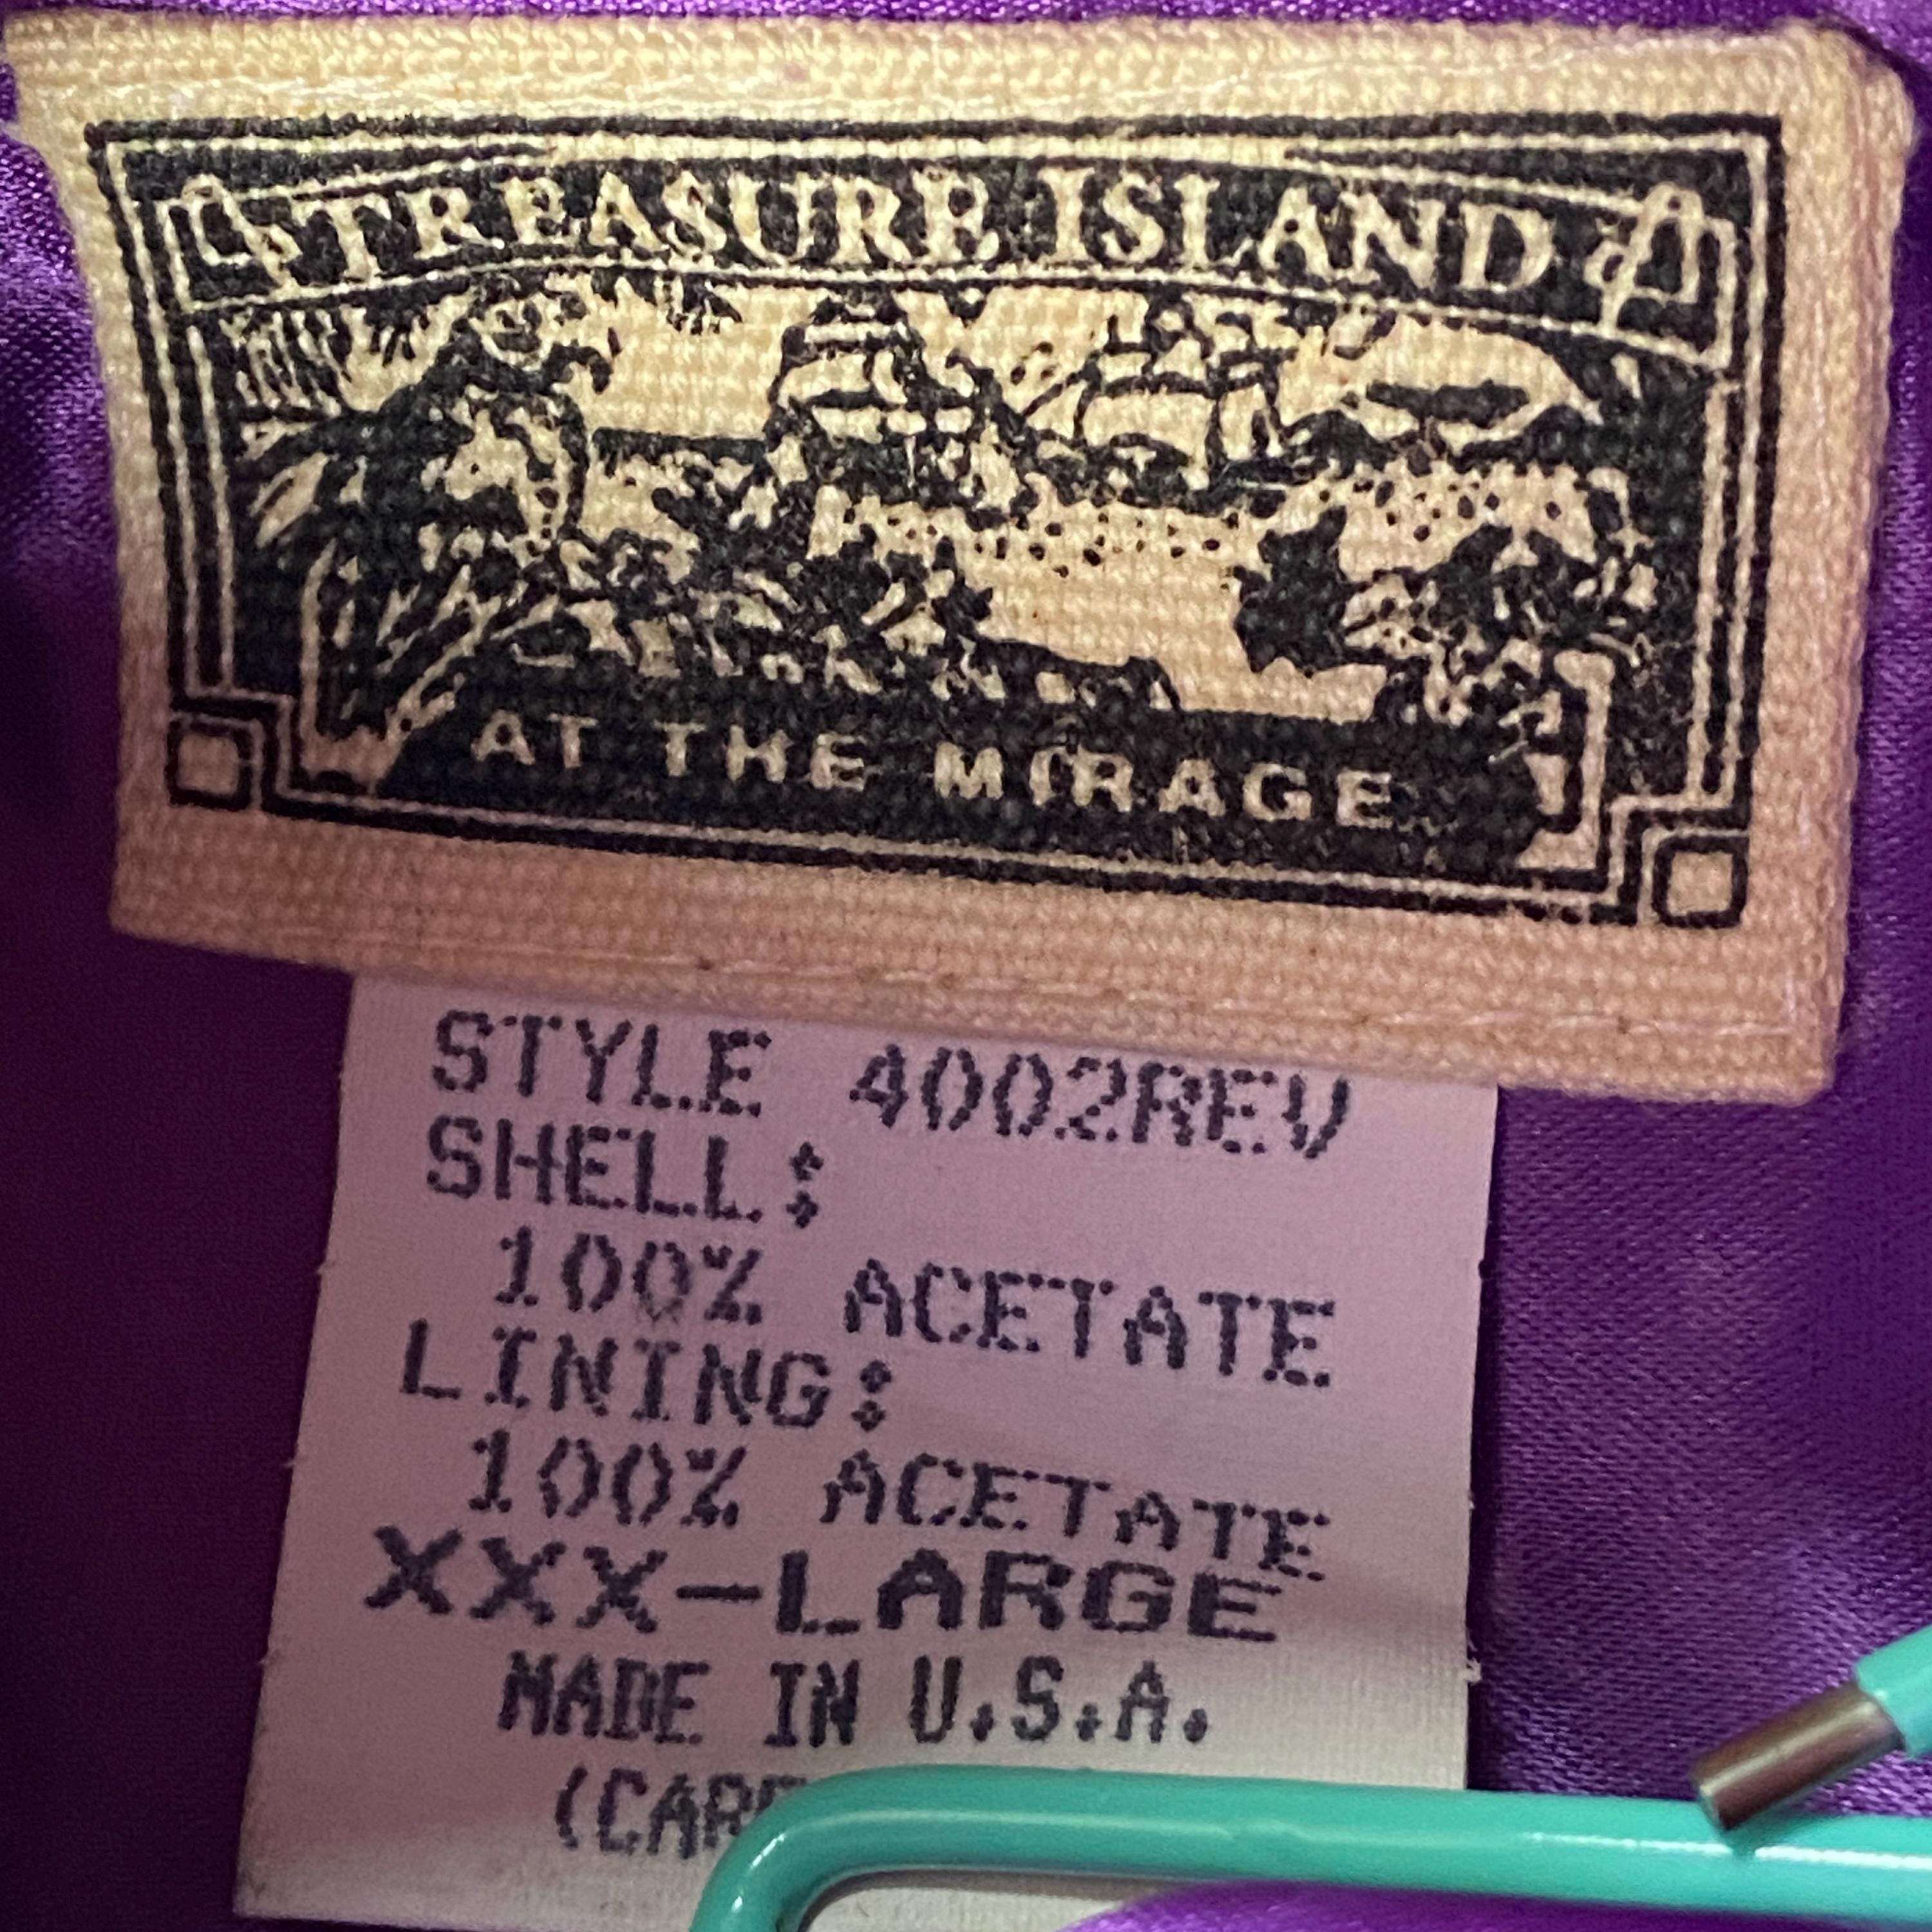 TREASURE ISLAND
AT THE MIRAGE
STYLE 4002REV
SHELL:
100% ACETATE
LINING:
100% ACETATE
XXX-LARGE
MADE IN U.S.A.